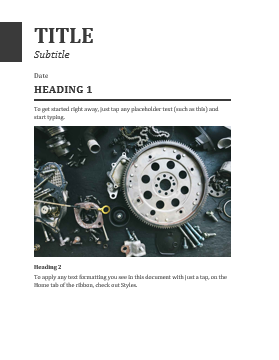 TITLE
Subtitle
Date
HEADING 1
To get started right away, just tap any placeholder text (such as this) and
start typing.
Heading 2
To apply any text formatting you see in this document with just a tap, on the
Home tab of the ribbon, check out Styles.